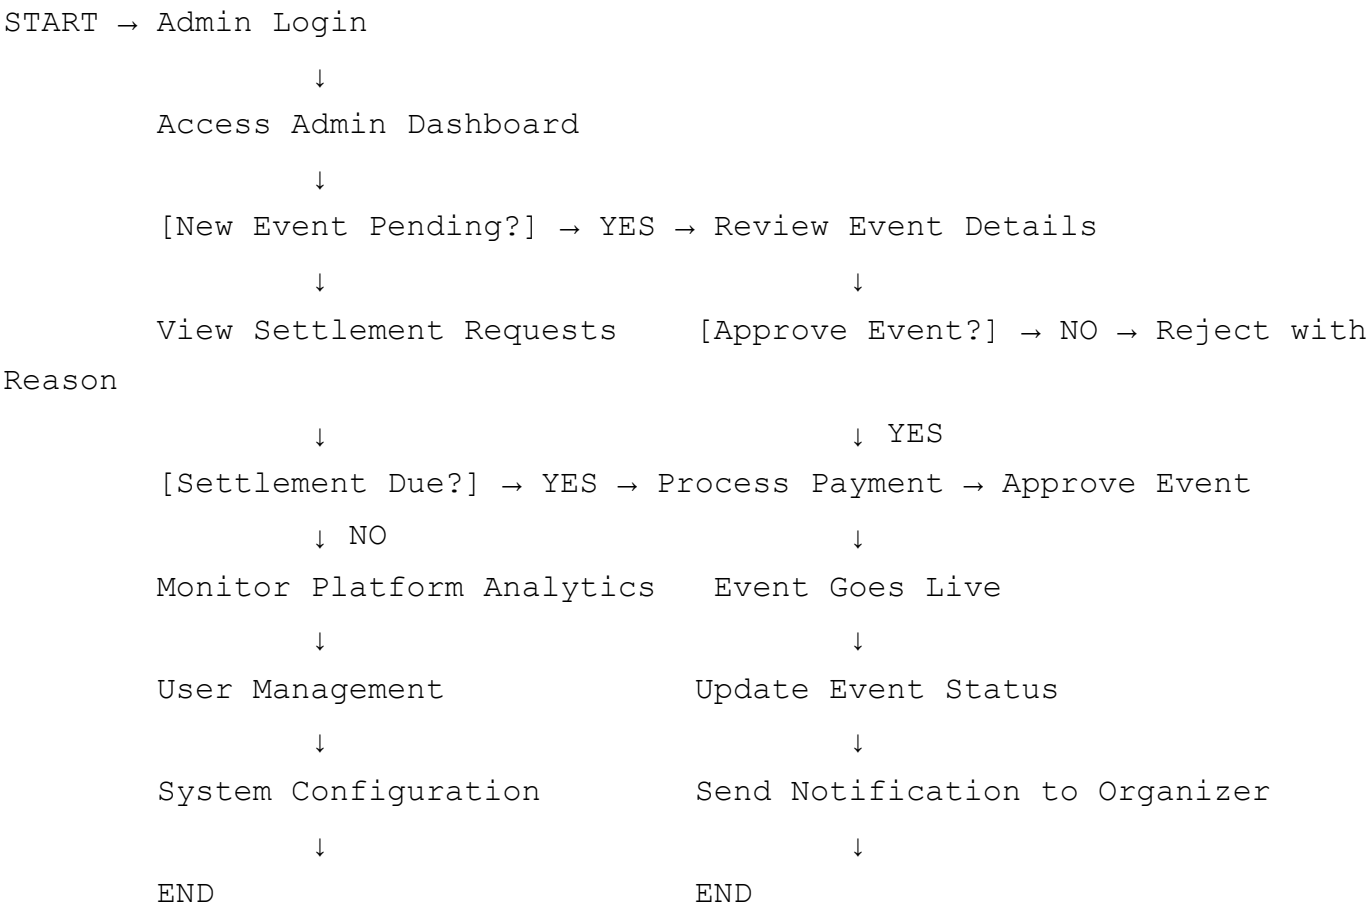 START → Admin Login
↓
Access Admin Dashboard
↓
[New Event Pending?] → YES → Review Event Details
↓ ↓
View Settlement Requests [Approve Event?] → NO → Reject with
Reason
↓ ↓ YES
[Settlement Due?] → YES → Process Payment → Approve Event
↓ NO ↓
Monitor Platform Analytics Event Goes Live
↓ ↓
User Management Update Event Status
↓ ↓
System Configuration Send Notification to Organizer
↓ ↓
END END